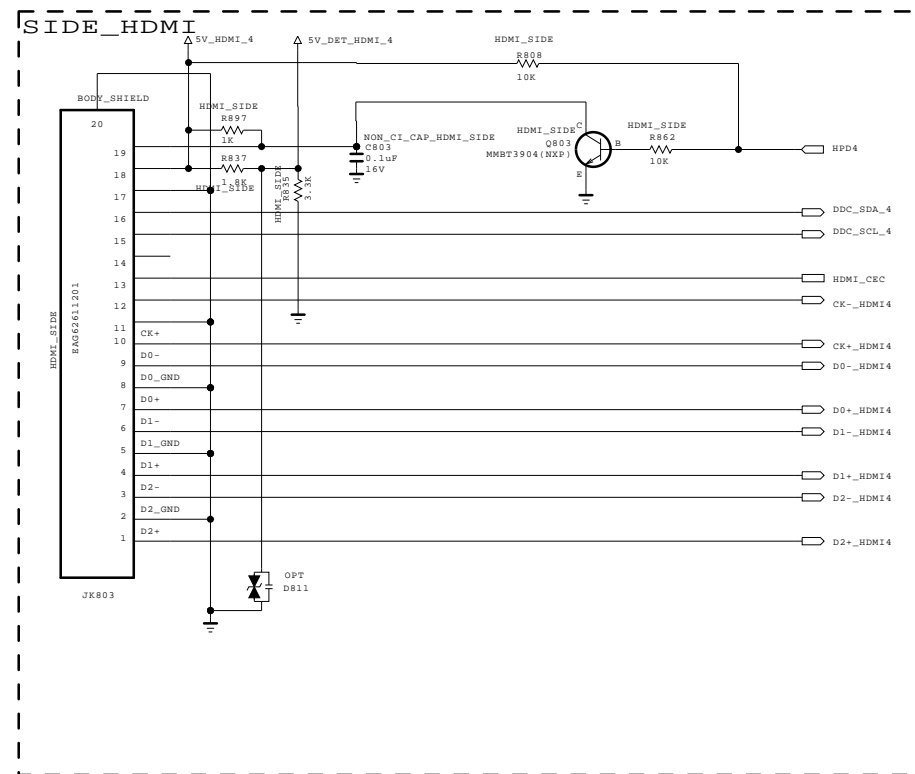 SIDE_HDMI
5V_HDMI_4
5V_DET_HDMI_4
HDMI_SIDE
R808
10K
BODY_SHIELD
20
HDMI_SIDE
R897
1K
NON_CI_CAP_HDMI_SIDE
C803
0.1uF
16V
HDMI_SIDE
Q803
MMBT3904(NXP)
C
B
E
HDMI_SIDE
R862
10K
HPD4
19
R837
1.8K
HDMI_SIDE
18
HDMI_SIDE
R835
3.3K
17
16
DDC_SDA_4
15
DDC_SCL_4
14
13
HDMI_CEC
12
CK-_HDMI4
11
HDMI_SIDE
EAG62611201
10
CK+
CK+_HDMI4
9
D0-
D0-_HDMI4
8
D0_GND
7
D0+
D0+_HDMI4
6
D1-
D1-_HDMI4
5
D1_GND
4
D1+
D1+_HDMI4
3
D2-
D2-_HDMI4
2
D2_GND
1
D2+
D2+_HDMI4
OPT
D811
JK803